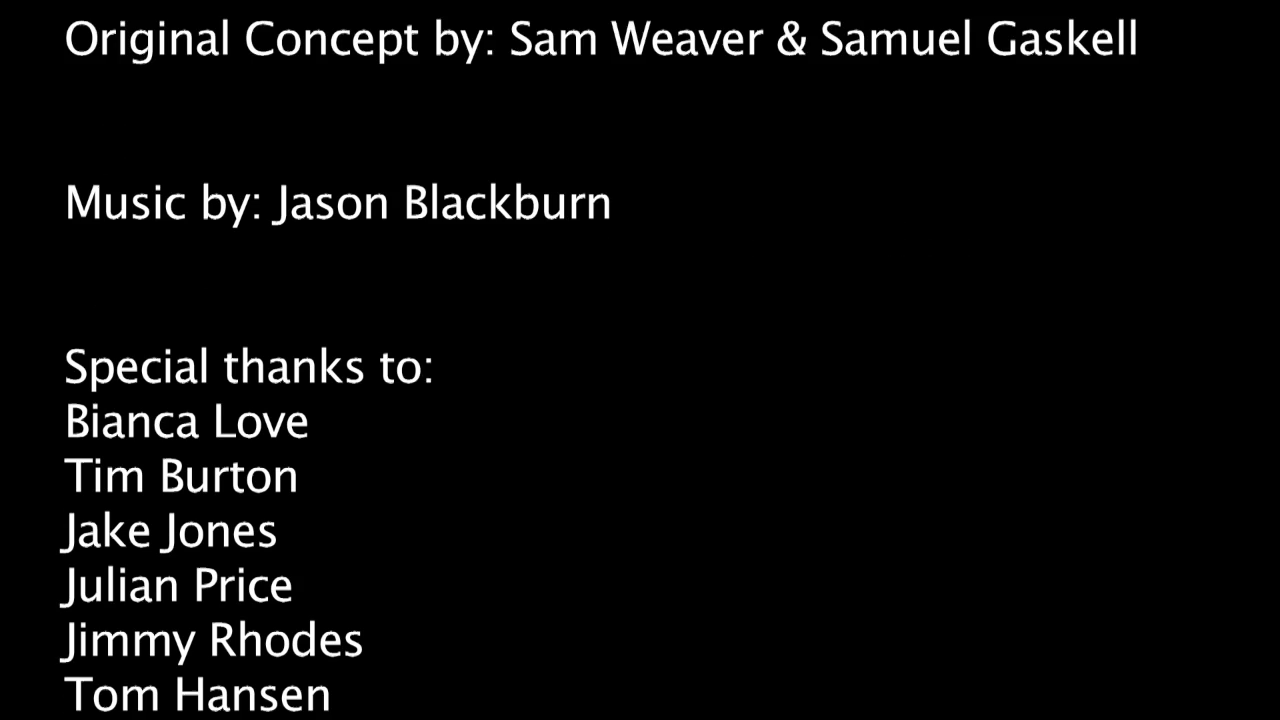 Original Concept by: Sam Weaver & Samuel Gaskell
Music by: Jason Blackburn
Special thanks to:
Bianca Love
Tim Burton
Jake Jones
Julian Price
Jimmy Rhodes
Tom Hansen